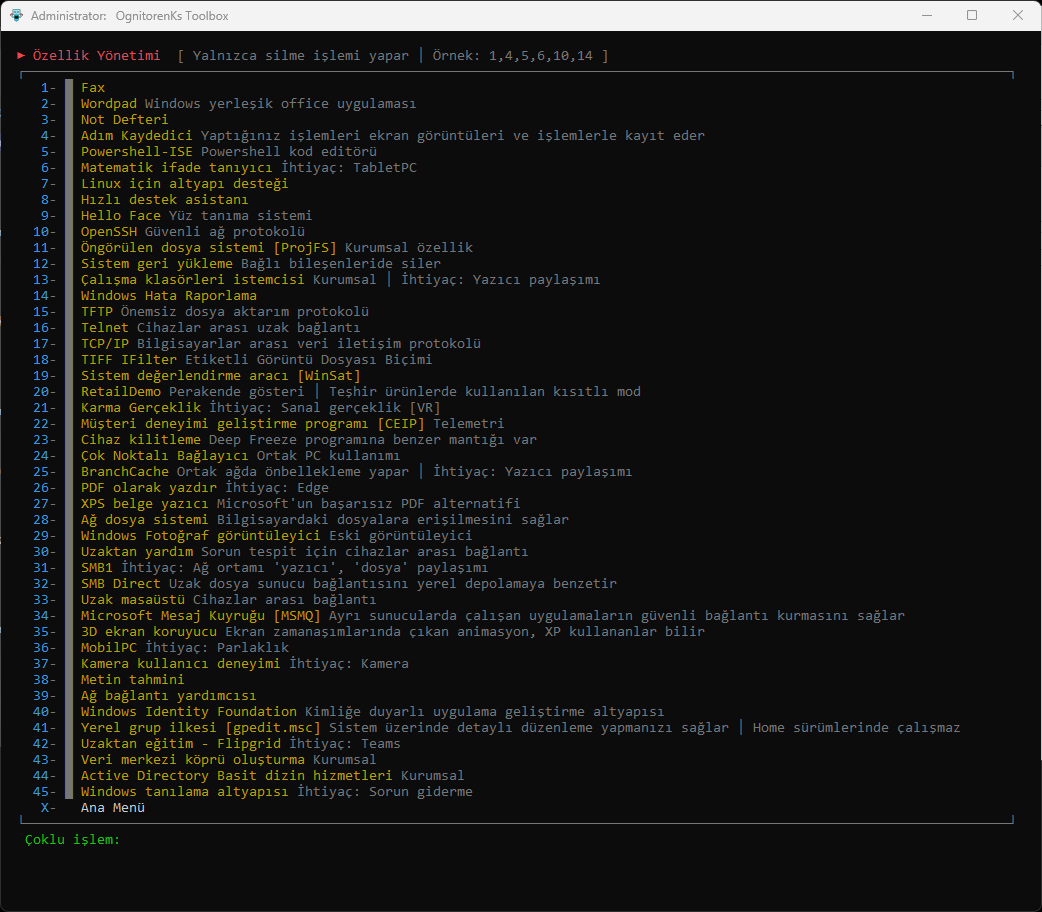 Administrator: OgnitorenKs Toolbox
► Özellik Yönetimi [ Yalnızca silme işlemi yapar │ Örnek: 1,4,5,6,10,14 ]
1- Fax
2- Wordpad Windows yerleşik office uygulaması
3- Not Defteri
4- Adım Kaydedici Yaptığınız işlemleri ekran görüntüleri ve işlemlerle kayıt eder
5- Powershell-ISE Powershell kod editörü
6- Matematik ifade tanıyıcı İhtiyaç: TabletPC
7- Linux için altyapı desteği
8- Hızlı destek asistanı
9- Hello Face Yüz tanıma sistemi
10- OpenSSH Güvenli ağ protokolü
11- Öngörülen dosya sistemi [ProjFS] Kurumsal özellik
12- Sistem geri yükleme Bağlı bileşenleride siler
13- Çalışma klasörleri istemcisi Kurumsal │ İhtiyaç: Yazıcı paylaşımı
14- Windows Hata Raporlama
15- TFTP Önemsiz dosya aktarım protokolü
16- Telnet Cihazlar arası uzak bağlantı
17- TCP/IP Bilgisayarlar arası veri iletişim protokolü
18- TIFF IFilter Etiketli Görüntü Dosyası Biçimi
19- Sistem değerlendirme aracı [WinSat]
20- RetailDemo Perakende gösteri │ Teşhir ürünlerde kullanılan kısıtlı mod
21- Karma Gerçeklik İhtiyaç: Sanal gerçeklik [VR]
22- Müşteri deneyimi geliştirme programı [CEIP] Telemetri
23- Cihaz kilitleme Deep Freeze programına benzer mantığı var
24- Çok Noktalı Bağlayıcı Ortak PC kullanımı
25- BranchCache Ortak ağda önbellekleme yapar │ İhtiyaç: Yazıcı paylaşımı
26- PDF olarak yazdır İhtiyaç: Edge
27- XPS belge yazıcı Microsoft'un başarısız PDF alternatifi
28- Ağ dosya sistemi Bilgisayardaki dosyalara erişilmesini sağlar
29- Windows Fotoğraf görüntüleyici Eski görüntüleyici
30- Uzaktan yardım Sorun tespit için cihazlar arası bağlantı
31- SMB1 İhtiyaç: Ağ ortamı 'yazıcı', 'dosya' paylaşımı
32- SMB Direct Uzak dosya sunucu bağlantısını yerel depolamaya benzetir
33- Uzak masaüstü Cihazlar arası bağlantı
34- Microsoft Mesaj Kuyruğu [MSMQ] Ayrı sunucularda çalışan uygulamaların güvenli bağlantı kurmasını sağlar
35- 3D ekran koruyucu Ekran zamanaşımlarında çıkan animasyon, XP kullananlar bilir
36- MobilPC İhtiyaç: Parlaklık
37- Kamera kullanıcı deneyimi İhtiyaç: Kamera
38- Metin tahmini
39- Ağ bağlantı yardımcısı
40- Windows Identity Foundation Kimliğe duyarlı uygulama geliştirme altyapısı
41- Yerel grup ilkesi [gpedit.msc] Sistem üzerinde detaylı düzenleme yapmanızı sağlar │ Home sürümlerinde çalışmaz
42- Uzaktan eğitim - Flipgrid İhtiyaç: Teams
43- Veri merkezi köprü oluşturma Kurumsal
44- Active Directory Basit dizin hizmetleri Kurumsal
45- Windows tanılama altyapısı İhtiyaç: Sorun giderme
X- Ana Menü
Çoklu işlem: